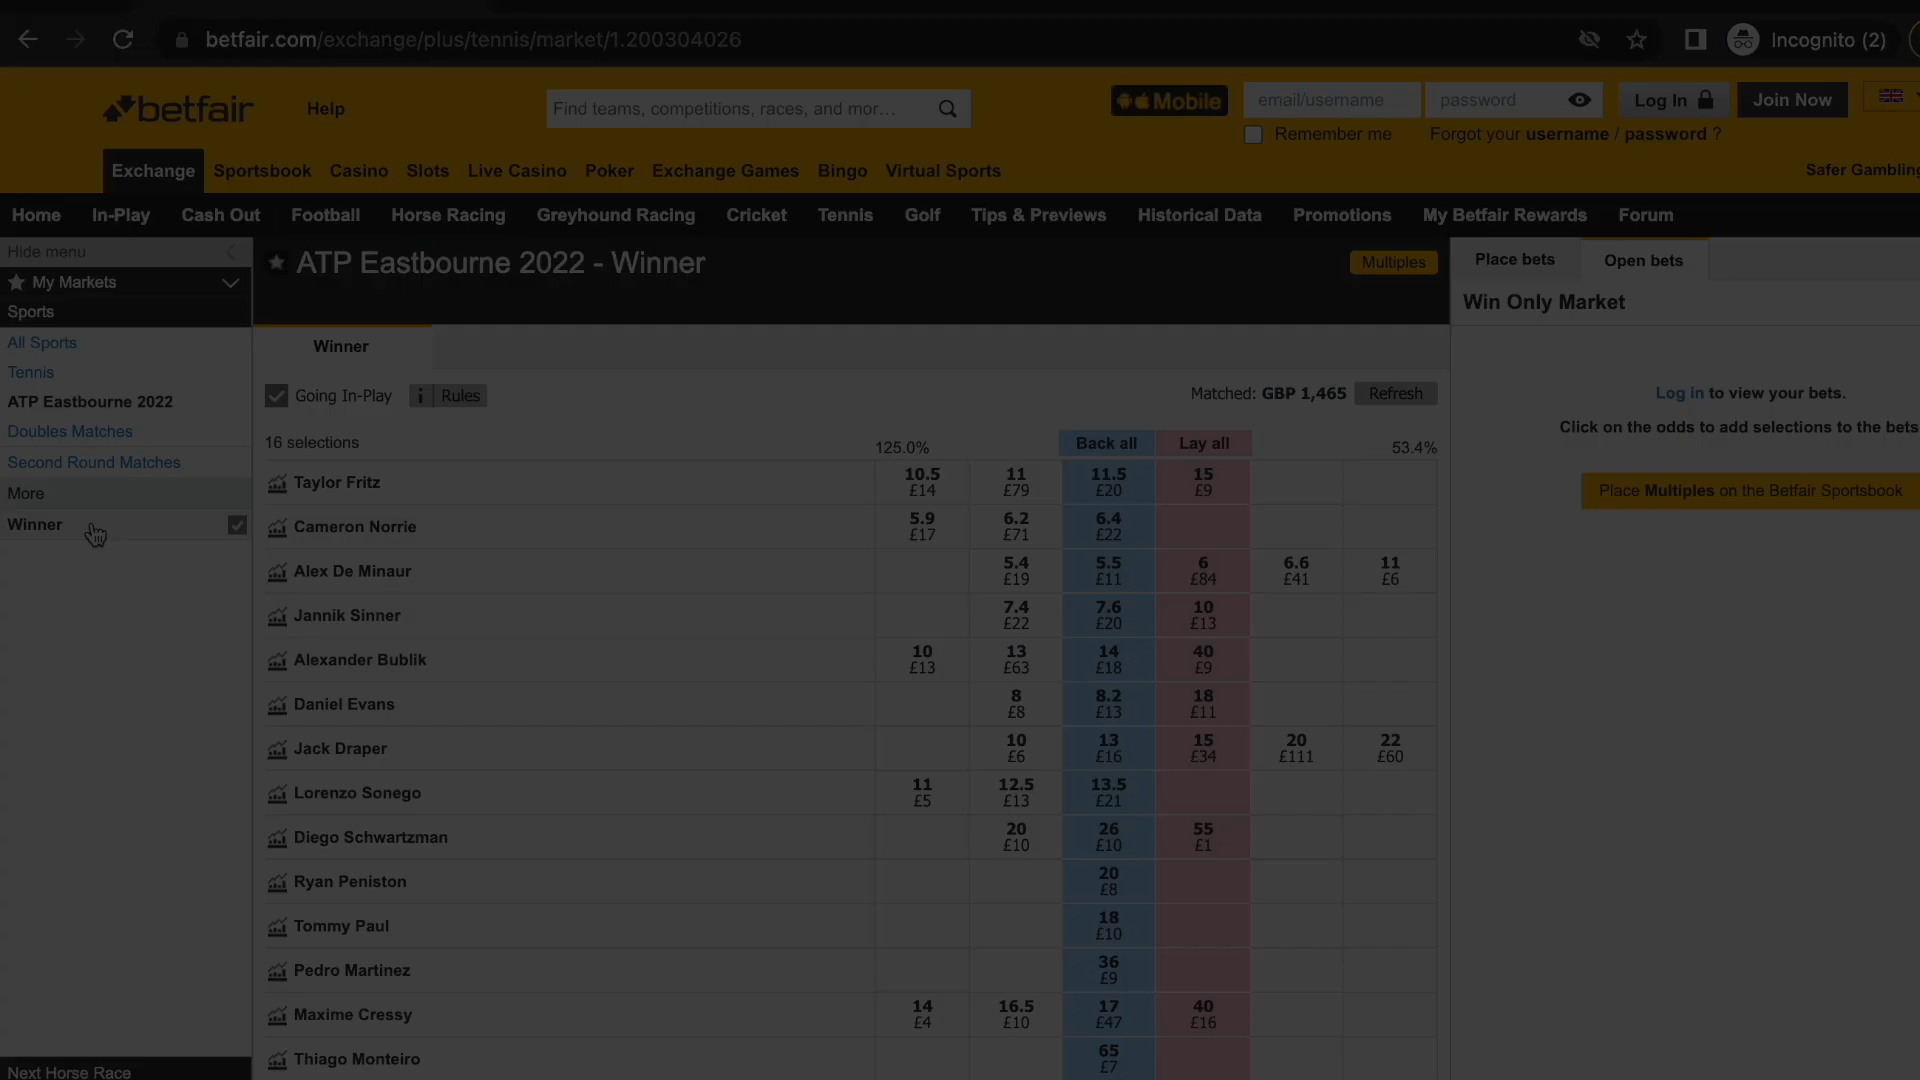 betfair.com/exchange/plus/tennis/market/1.200304026
Incognito (2)
betfair
Help
Find teams, competitions, races, and mor...
Mobile
email/username
password
Log In
Join Now
Remember me
Forgot your username / password ?
Exchange
Sportsbook
Casino
Slots
Live Casino
Poker
Exchange Games
Bingo
Virtual Sports
Safer Gambling
Home
In-Play
Cash Out
Football
Horse Racing
Greyhound Racing
Cricket
Tennis
Golf
Tips & Previews
Historical Data
Promotions
My Betfair Rewards
Forum
Hide menu
My Markets
Sports
All Sports
Tennis
ATP Eastbourne 2022
Doubles Matches
Second Round Matches
More
Winner
Next Horse Race
ATP Eastbourne 2022 - Winner
Multiples
Winner
Going In-Play
i Rules
Matched: GBP 1,465
Refresh
16 selections
125.0%
Back all
Lay all
53.4%
Taylor Fritz
10.5 11 11.5 15
£14 £79 £20 £9
Cameron Norrie
5.9 6.2 6.4
£17 £71 £22
Alex De Minaur
5.4 5.5 6 6.6 11
£19 £11 £84 £41 £6
Jannik Sinner
7.4 7.6 10
£22 £20 £13
Alexander Bublik
10 13 14 40
£13 £63 £18 £9
Daniel Evans
8 8.2 18
£8 £13 £11
Jack Draper
10 13 15 20 22
£6 £16 £34 £111 £60
Lorenzo Sonego
11 12.5 13.5
£5 £13 £21
Diego Schwartzman
20 26 55
£10 £10 £1
Ryan Peniston
20
£8
Tommy Paul
18
£10
Pedro Martinez
36
£9
Maxime Cressy
14 16.5 17 40
£4 £10 £47 £16
Thiago Monteiro
65
£7
Place bets
Open bets
Win Only Market
Log in to view your bets.
Click on the odds to add selections to the bets
Place Multiples on the Betfair Sportsbook